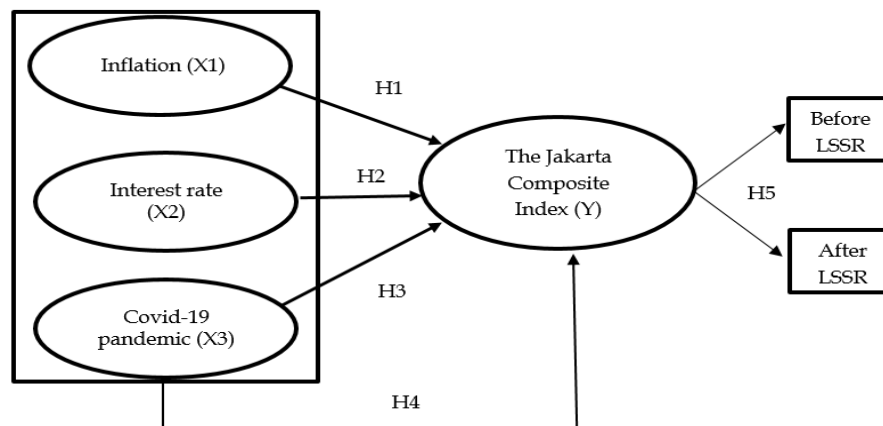 Inflation (X1)
H1
Interest rate
(X2)
H2
Covid-19
pandemic (X3)
H3
The Jakarta
Composite
Index (Y)
Before
LSSR
H5
After
LSSR
H4